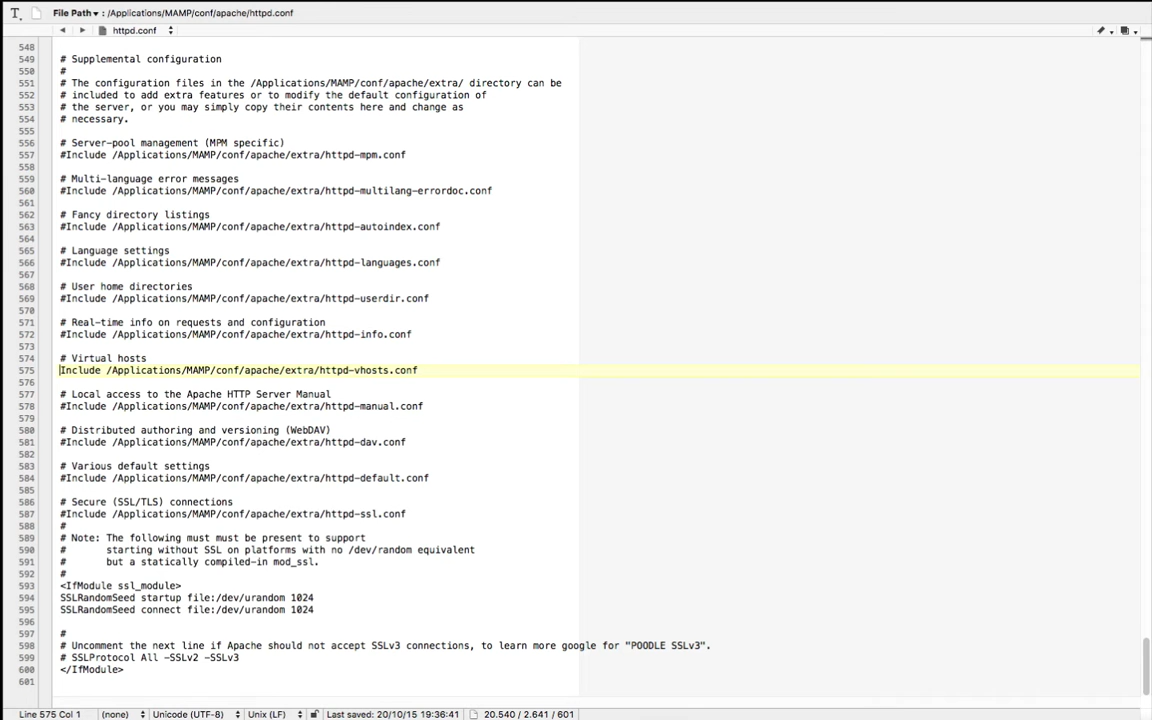 File Path ▾ : /Applications/MAMP/conf/apache/httpd.conf
httpd.conf
548
549 # Supplemental configuration
550 #
551 # The configuration files in the /Applications/MAMP/conf/apache/extra/ directory can be
552 # included to add extra features or to modify the default configuration of
553 # the server, or you may simply copy their contents here and change as
554 # necessary.
555
556 # Server-pool management (MPM specific)
557 #Include /Applications/MAMP/conf/apache/extra/httpd-mpm.conf
558
559 # Multi-language error messages
560 #Include /Applications/MAMP/conf/apache/extra/httpd-multilang-errordoc.conf
561
562 # Fancy directory listings
563 #Include /Applications/MAMP/conf/apache/extra/httpd-autoindex.conf
564
565 # Language settings
566 #Include /Applications/MAMP/conf/apache/extra/httpd-languages.conf
567
568 # User home directories
569 #Include /Applications/MAMP/conf/apache/extra/httpd-userdir.conf
570
571 # Real-time info on requests and configuration
572 #Include /Applications/MAMP/conf/apache/extra/httpd-info.conf
573
574 # Virtual hosts
575 Include /Applications/MAMP/conf/apache/extra/httpd-vhosts.conf
576
577 # Local access to the Apache HTTP Server Manual
578 #Include /Applications/MAMP/conf/apache/extra/httpd-manual.conf
579
580 # Distributed authoring and versioning (WebDAV)
581 #Include /Applications/MAMP/conf/apache/extra/httpd-dav.conf
582
583 # Various default settings
584 #Include /Applications/MAMP/conf/apache/extra/httpd-default.conf
585
586 # Secure (SSL/TLS) connections
587 #Include /Applications/MAMP/conf/apache/extra/httpd-ssl.conf
588 #
589 # Note: The following must must be present to support
590 #       starting without SSL on platforms with no /dev/random equivalent
591 #       but a statically compiled-in mod_ssl.
592 #
593 <IfModule ssl_module>
594 SSLRandomSeed startup file:/dev/urandom 1024
595 SSLRandomSeed connect file:/dev/urandom 1024
596
597 #
598 # Uncomment the next line if Apache should not accept SSLv3 connections, to learn more google for "POODLE SSLv3".
599 # SSLProtocol All -SSLv2 -SSLv3
600 </IfModule>
601
Line 575 Col 1 (none) Unicode (UTF-8) Unix (LF) Last saved: 20/10/15 19:36:41 20.540 / 2.641 / 601